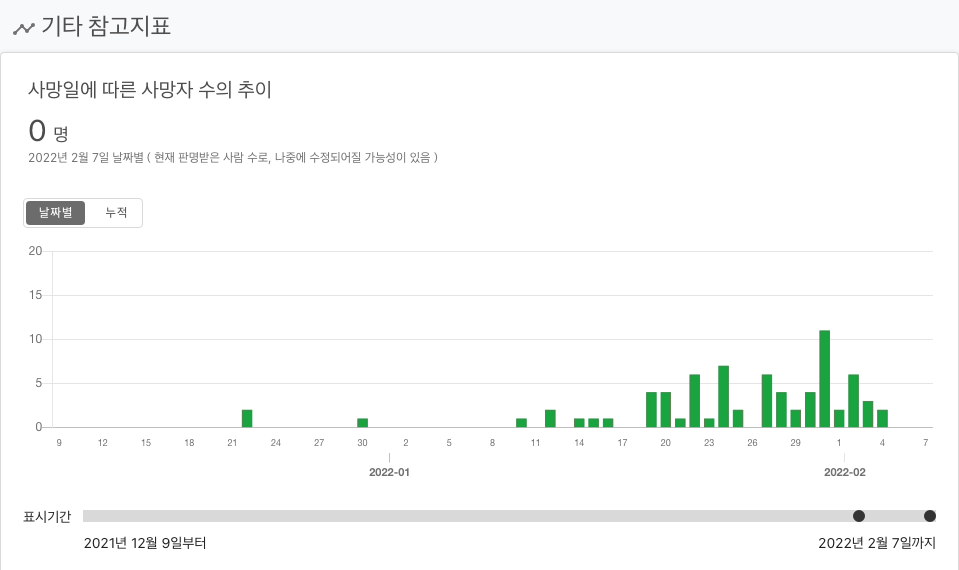 기타 참고지표
사망일에 따른 사망자 수의 추이
0 명
2022년 2월 7일 날짜별 ( 현재 판명받은 사람 수로, 나중에 수정되어질 가능성이 있음 )
날짜별 누적
20
15
10
5
0
9 12 15 18 21 24 27 30 2 5 8 11 14 17 20 23 26 29 1 4 7
2022-01 2022-02
표시기간
2021년 12월 9일부터 2022년 2월 7일까지